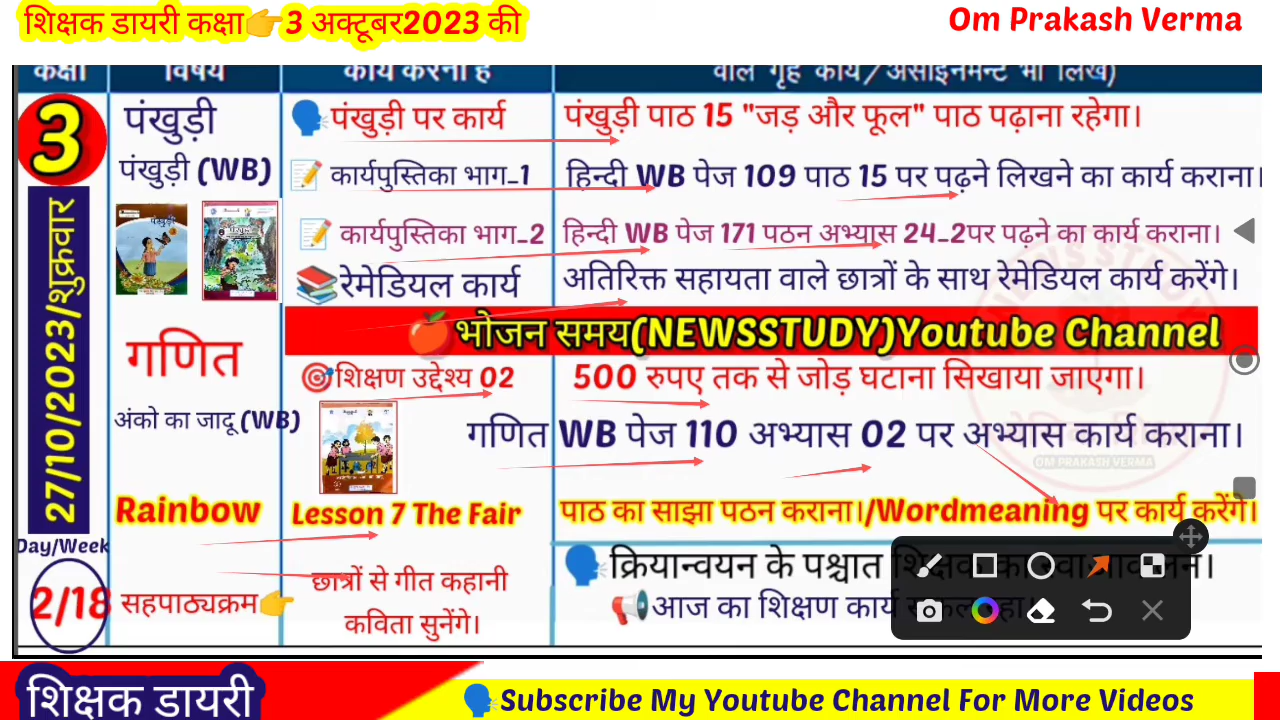 शिक्षक डायरी कक्षा👉3 अक्टूबर2023 की
Om Prakash Verma
कक्षा विषय कार्य करना है वाले गृह कार्य/असाइनमेन्ट भी लिखें)
3 पंखुड़ी 🗣पंखुड़ी पर कार्य पंखुड़ी पाठ 15 "जड़ और फूल" पाठ पढ़ाना रहेगा।
पंखुड़ी (WB) 📝 कार्यपुस्तिका भाग-1 हिन्दी WB पेज 109 पाठ 15 पर पढ़ने लिखने का कार्य कराना।
📝 कार्यपुस्तिका भाग-2 हिन्दी WB पेज 171 पठन अभ्यास 24-2पर पढ़ने का कार्य कराना।
📚रेमेडियल कार्य अतिरिक्त सहायता वाले छात्रों के साथ रेमेडियल कार्य करेंगे।
27/10/2023/शुक्रवार
🍎भोजन समय(NEWSSTUDY)Youtube Channel
गणित 🎯शिक्षण उद्देश्य 02 500 रुपए तक से जोड़ घटाना सिखाया जाएगा।
अंको का जादू (WB) गणित WB पेज 110 अभ्यास 02 पर अभ्यास कार्य कराना।
OM PRAKASH VERMA
Rainbow Lesson 7 The Fair पाठ का साझा पठन कराना।/Wordmeaning पर कार्य करेंगे।
Day/Week
🗣क्रियान्वयन के पश्चात शिक्षक का
2/18 सहपाठ्यक्रम👉 छात्रों से गीत कहानी
कविता सुनेंगे।
📢आज का शिक्षण कार्य
शिक्षक डायरी
🗣Subscribe My Youtube Channel For More Videos